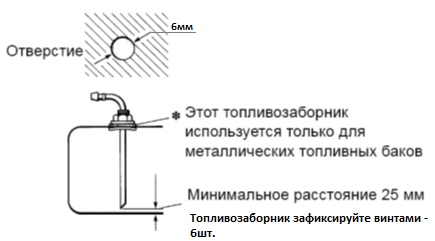 6мм
Отверстие
* Этот топливозаборник
используется только для
металлических топливных баков
Минимальное расстояние 25 мм
Топливозаборник зафиксируйте винтами -
6шт.